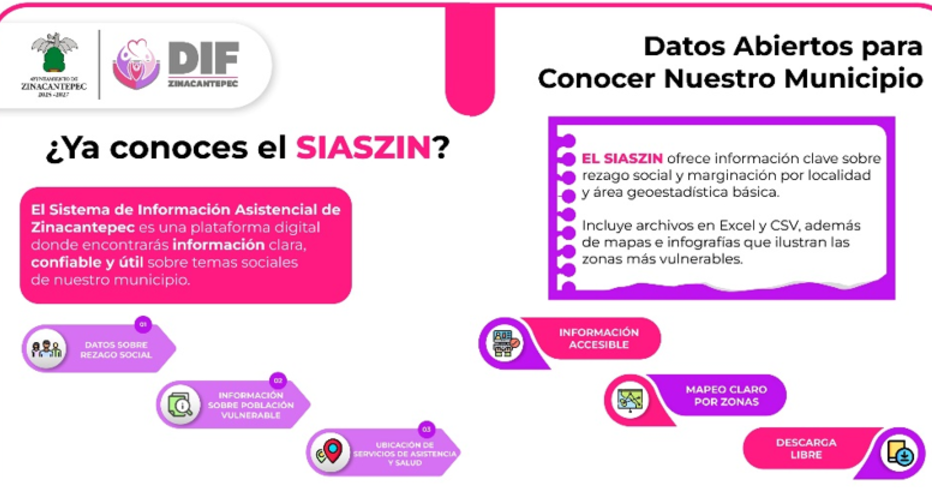 AYUNTAMIENTO DE
ZINACANTEPEC
2025 -2027
DIF
ZINACANTEPEC
¿Ya conoces el SIASZIN?
El Sistema de Información Asistencial de
Zinacantepec es una plataforma digital
donde encontrarás información clara,
confiable y útil sobre temas sociales
de nuestro municipio.
01
DATOS SOBRE
REZAGO SOCIAL
02
INFORMACIÓN
SOBRE POBLACIÓN
VULNERABLE
03
UBICACIÓN DE
SERVICIOS DE ASISTENCIA
Y SALUD
Datos Abiertos para
Conocer Nuestro Municipio
EL SIASZIN ofrece información clave sobre
rezago social y marginación por localidad
y área geoestadística básica.
Incluye archivos en Excel y CSV, además
de mapas e infografías que ilustran las
zonas más vulnerables.
INFORMACIÓN
ACCESIBLE
MAPEO CLARO
POR ZONAS
DESCARGA
LIBRE